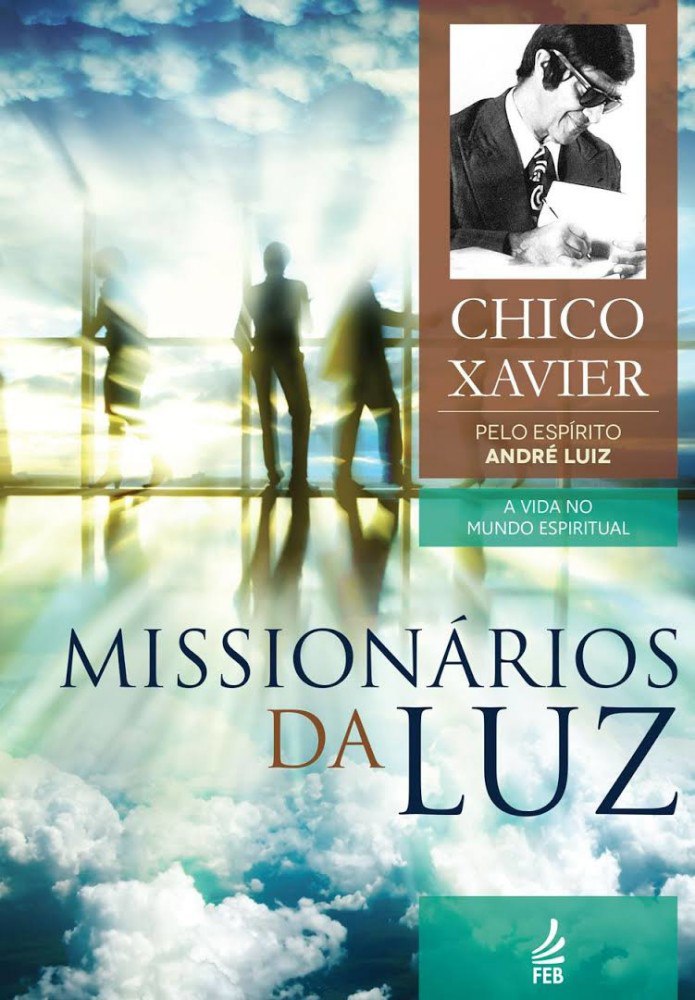 CHICO
XAVIER
PELO ESPÍRITO
ANDRÉ LUIZ
A VIDA NO
MUNDO ESPIRITUAL
MISSIONÁRIOS
DA LUZ
FEB